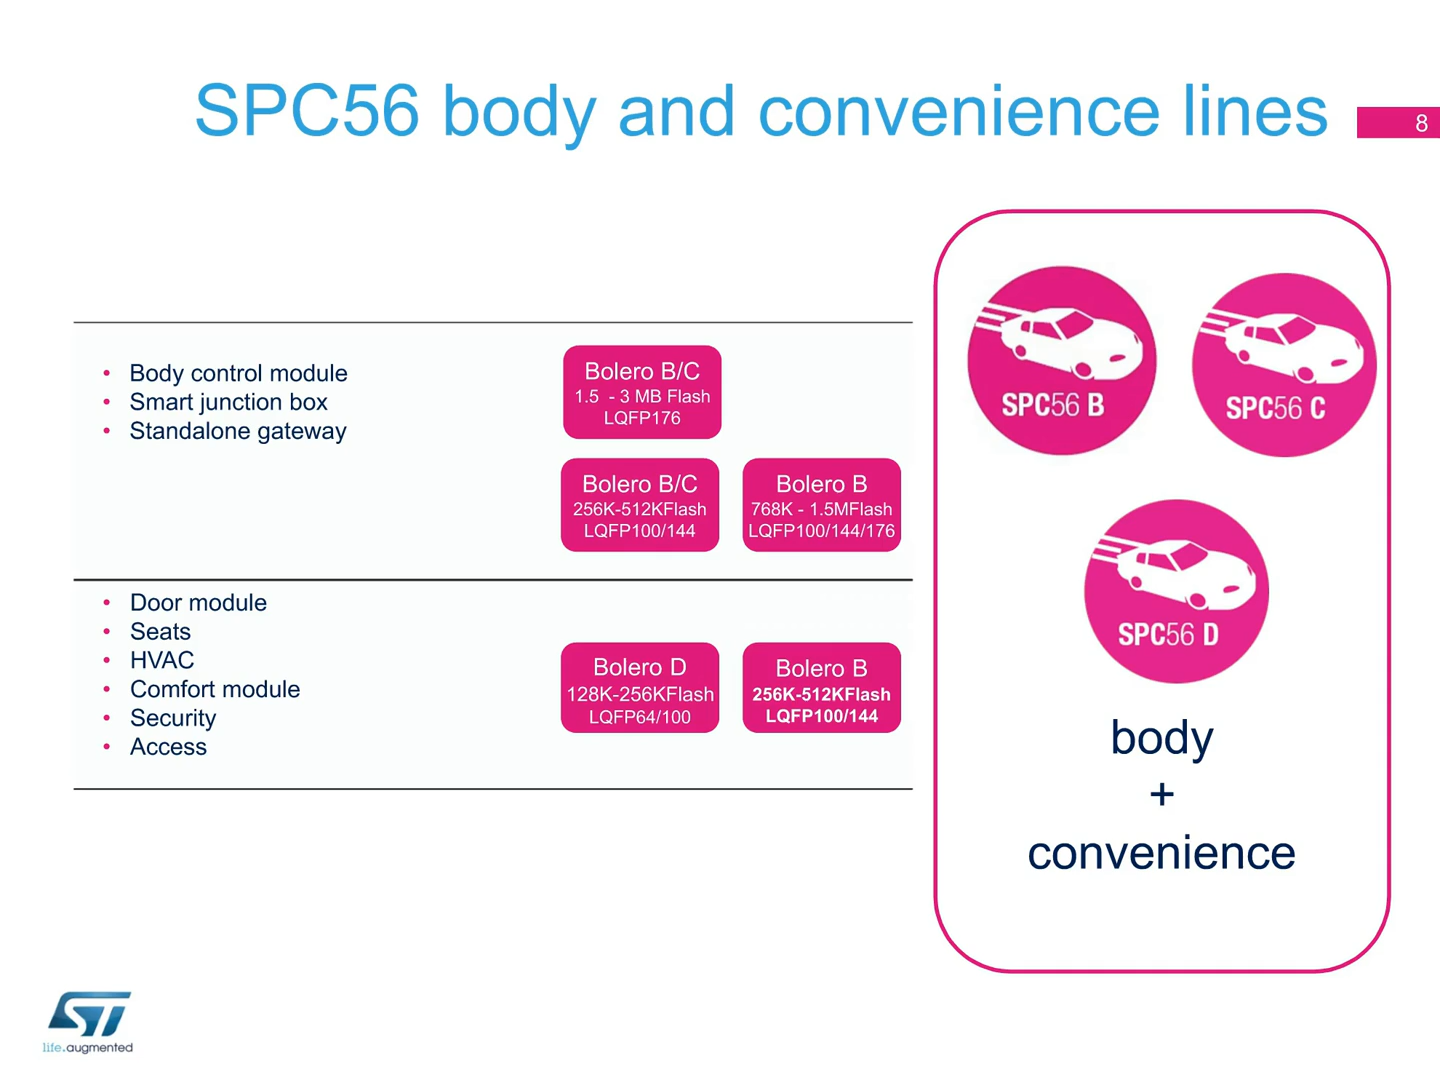 SPC56 body and convenience lines
8
• Body control module
• Smart junction box
• Standalone gateway
Bolero B/C
1.5 - 3 MB Flash
LQFP176
Bolero B/C
256K-512KFlash
LQFP100/144
Bolero B
768K - 1.5MFlash
LQFP100/144/176
• Door module
• Seats
• HVAC
• Comfort module
• Security
• Access
Bolero D
128K-256KFlash
LQFP64/100
Bolero B
256K-512KFlash
LQFP100/144
SPC56 B
SPC56 C
SPC56 D
body
+
convenience
ST
life.augmented